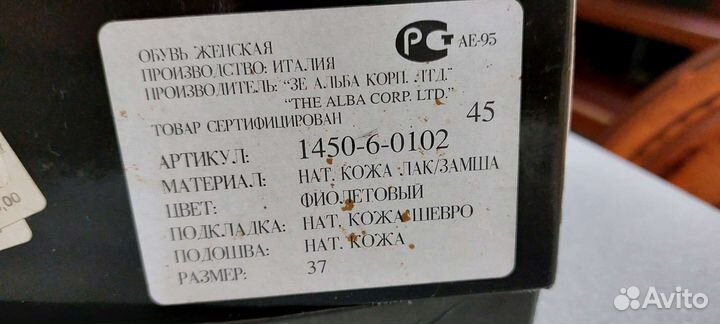 РСТ АЕ-95
ОБУВЬ ЖЕНСКАЯ
ПРОИЗВОДСТВО: ИТАЛИЯ
ПРОИЗВОДИТЕЛЬ: "ЗЕ АЛЬБА КОРП. ЛТД."
"THE ALBA CORP. LTD."
ТОВАР СЕРТИФИЦИРОВАН 45
АРТИКУЛ: 1450-6-0102
МАТЕРИАЛ: НАТ. КОЖА ЛАК/ЗАМША
ЦВЕТ: ФИОЛЕТОВЫЙ
ПОДКЛАДКА: НАТ. КОЖА/ШЕВРО
ПОДОШВА: НАТ. КОЖА
РАЗМЕР: 37
,00
Avito